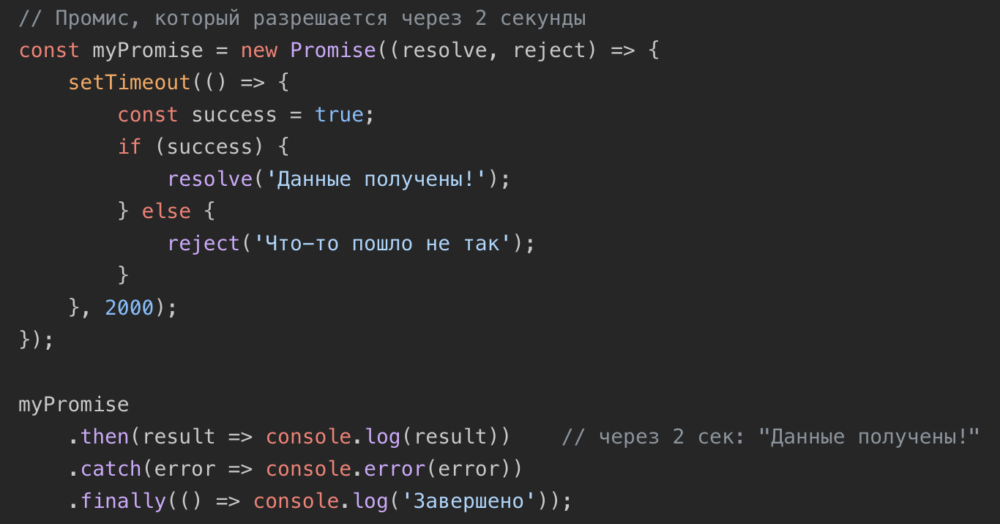 // Промис, который разрешается через 2 секунды
const myPromise = new Promise((resolve, reject) => {
    setTimeout(() => {
        const success = true;
        if (success) {
            resolve('Данные получены!');
        } else {
            reject('Что-то пошло не так');
        }
    }, 2000);
});

myPromise
    .then(result => console.log(result))    // через 2 сек: "Данные получены!"
    .catch(error => console.error(error))
    .finally(() => console.log('Завершено'));